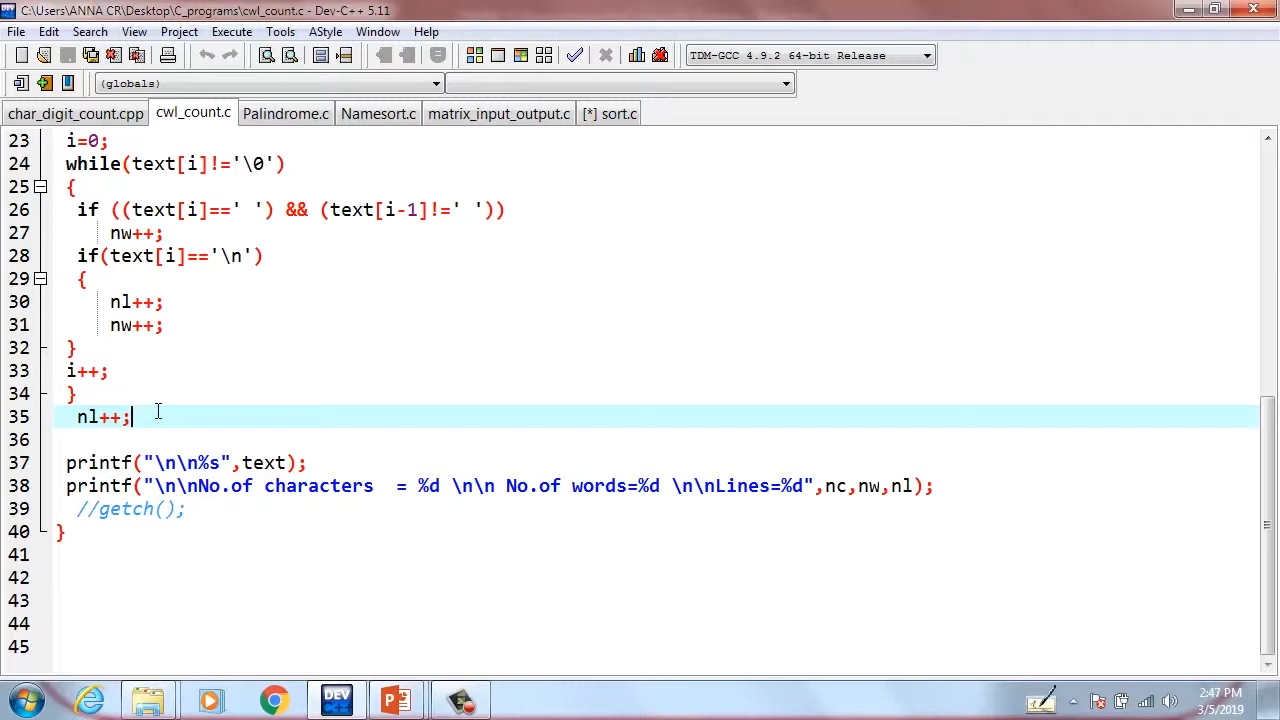 C:\Users\ANNA CR\Desktop\C_programs\cwl_count.c - Dev-C++ 5.11
File Edit Search View Project Execute Tools AStyle Window Help
TDM-GCC 4.9.2 64-bit Release
(globals)
char_digit_count.cpp cwl_count.c Palindrome.c Namesort.c matrix_input_output.c [*] sort.c
23 i=0;
24 while(text[i]!='\0')
25 {
26 if ((text[i]==' ') && (text[i-1]!=' '))
27 nw++;
28 if(text[i]=='\n')
29 {
30 nl++;
31 nw++;
32 }
33 i++;
34 }
35 nl++;
36
37 printf("\n\n%s",text);
38 printf("\n\nNo.of characters  = %d \n\n No.of words=%d \n\nLines=%d",nc,nw,nl);
39 //getch();
40 }
41
42
43
44
45
DEV
2:47 PM
3/5/2019